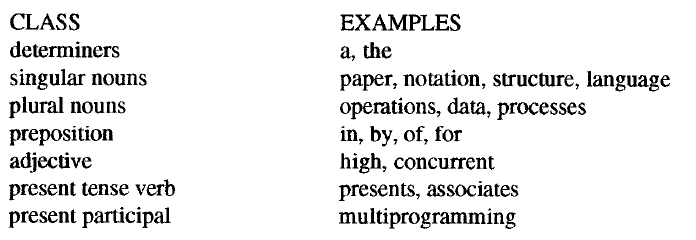 CLASS EXAMPLES
determiners a, the
singular nouns paper, notation, structure, language
plural nouns operations, data, processes
preposition in, by, of, for
adjective high, concurrent
present tense verb presents, associates
present participal multiprogramming